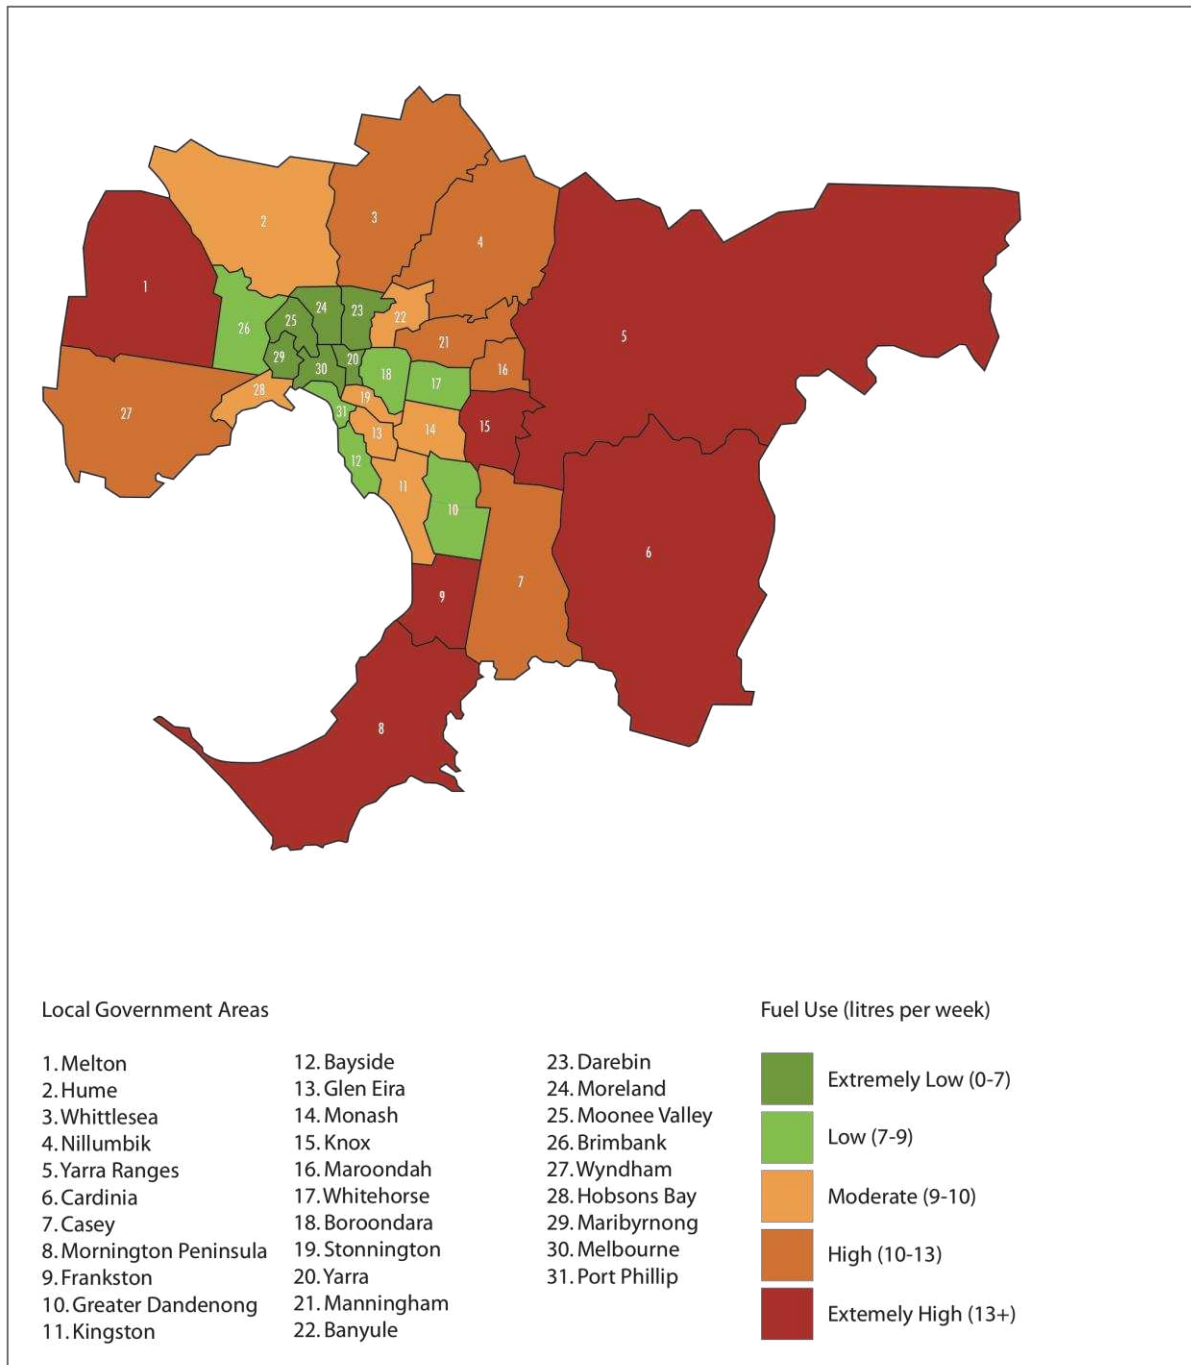 2
3
4
1
5
24
23
25
22
26
21
20
29
30
18
16
17
28
19
27
31
15
13
14
12
11
10
6
7
9
8
Local Government Areas
1. Melton
2. Hume
3. Whittlesea
4. Nillumbik
5. Yarra Ranges
6. Cardinia
7. Casey
8. Mornington Peninsula
9. Frankston
10. Greater Dandenong
11. Kingston
12. Bayside
13. Glen Eira
14. Monash
15. Knox
16. Maroondah
17. Whitehorse
18. Boroondara
19. Stonnington
20. Yarra
21. Manningham
22. Banyule
23. Darebin
24. Moreland
25. Moonee Valley
26. Brimbank
27. Wyndham
28. Hobsons Bay
29. Maribyrnong
30. Melbourne
31. Port Phillip
Fuel Use (litres per week)
Extremely Low (0-7)
Low (7-9)
Moderate (9-10)
High (10-13)
Extemely High (13+)